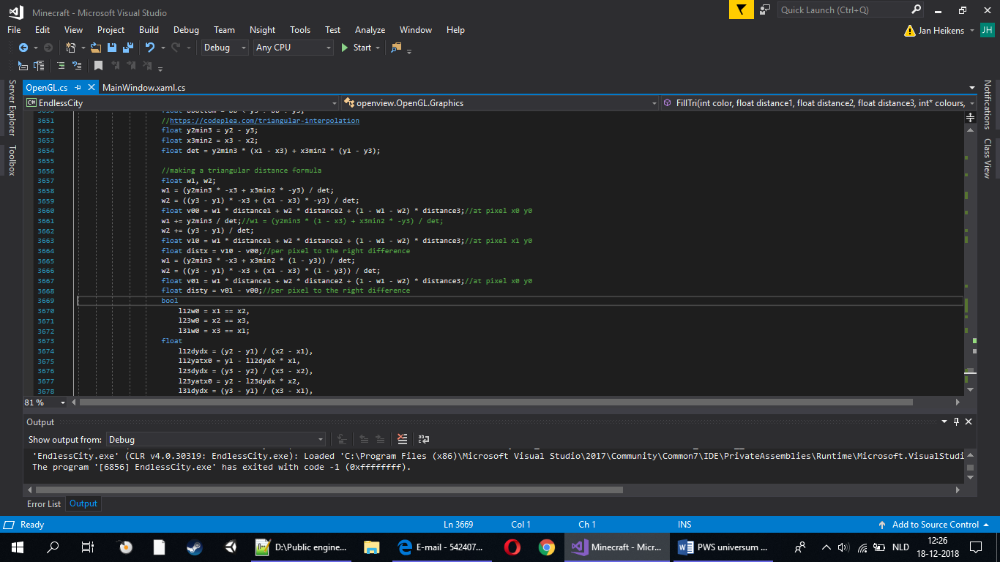 Minecraft - Microsoft Visual Studio
Quick Launch (Ctrl+Q)
File Edit View Project Build Debug Team Nsight Tools Test Analyze Window Help
Jan Heikens JH
Debug Any CPU Start
OpenGL.cs MainWindow.xaml.cs
C# EndlessCity openview.OpenGL.Graphics FillTri(int color, float distance1, float distance2, float distance3, int* colours,
Server Explorer
Toolbox
Notifications
Class View
3651 //https://codeplea.com/triangular-interpolation
3652 float y2min3 = y2 - y3;
3653 float x3min2 = x3 - x2;
3654 float det = y2min3 * (x1 - x3) + x3min2 * (y1 - y3);
3655
3656 //making a triangular distance formula
3657 float w1, w2;
3658 w1 = (y2min3 * -x3 + x3min2 * -y3) / det;
3659 w2 = ((y3 - y1) * -x3 + (x1 - x3) * -y3) / det;
3660 float v00 = w1 * distance1 + w2 * distance2 + (1 - w1 - w2) * distance3;//at pixel x0 y0
3661 w1 += y2min3 / det;//w1 = (y2min3 * (1 - x3) + x3min2 * -y3) / det;
3662 w2 += (y3 - y1) / det;
3663 float v10 = w1 * distance1 + w2 * distance2 + (1 - w1 - w2) * distance3;//at pixel x1 y0
3664 float distx = v10 - v00;//per pixel to the right difference
3665 w1 = (y2min3 * -x3 + x3min2 * (1 - y3)) / det;
3666 w2 = ((y3 - y1) * -x3 + (x1 - x3) * (1 - y3)) / det;
3667 float v01 = w1 * distance1 + w2 * distance2 + (1 - w1 - w2) * distance3;//at pixel x0 y0
3668 float disty = v01 - v00;//per pixel to the right difference
3669 bool
3670 l12w0 = x1 == x2,
3671 l23w0 = x2 == x3,
3672 l31w0 = x3 == x1;
3673 float
3674 l12dydx = (y2 - y1) / (x2 - x1),
3675 l12yatx0 = y1 - l12dydx * x1,
3676 l23dydx = (y3 - y2) / (x3 - x2),
3677 l23yatx0 = y2 - l23dydx * x2,
3678 l31dydx = (y3 - y1) / (x3 - x1),
81 %
Output
Show output from: Debug
'EndlessCity.exe' (CLR v4.0.30319: EndlessCity.exe): Loaded 'C:\Program Files (x86)\Microsoft Visual Studio\2017\Community\Common7\IDE\PrivateAssemblies\Runtime\Microsoft.VisualStudi
The program '[6856] EndlessCity.exe' has exited with code -1 (0xffffffff).
Error List Output
Ready Ln 3669 Col 1 Ch 1 INS Add to Source Control
D:\Public engine... E-mail - 542407... Minecraft - Micr... PWS universum ... NLD 12:26
18-12-2018